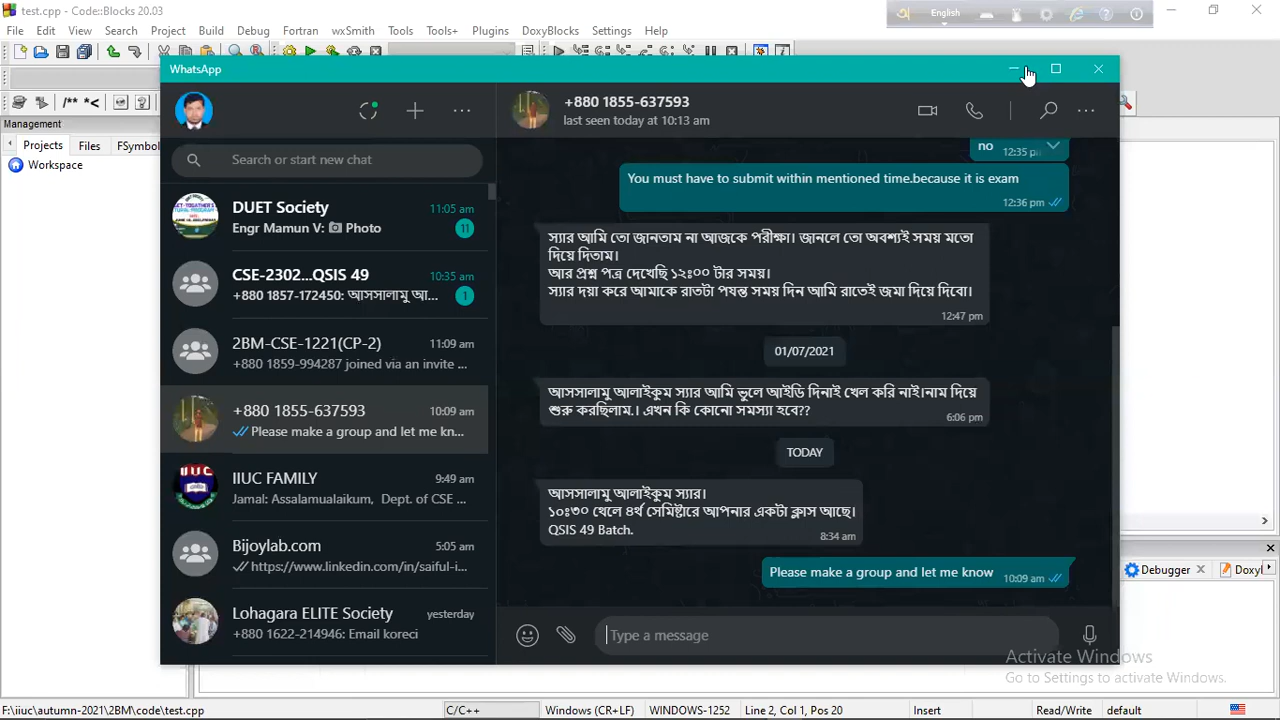 test.cpp - Code::Blocks 20.03
English
File Edit View Search Project Build Debug Fortran wxSmith Tools Tools+ Plugins DoxyBlocks Settings Help
WhatsApp
/** *<
Management
Projects Files FSymbol
Workspace
Search or start new chat
DUET Society 11:05 am
Engr Mamun V: Photo 11
CSE-2302...QSIS 49 10:35 am
+880 1857-172450: আসসালামু আ... 1
2BM-CSE-1221(CP-2) 11:09 am
+880 1859-994287 joined via an invite ...
+880 1855-637593 10:09 am
Please make a group and let me kn...
IIUC FAMILY 9:49 am
Jamal: Assalamualaikum, Dept. of CSE ...
Bijoylab.com 5:05 am
https://www.linkedin.com/in/saiful-i...
Lohagara ELITE Society yesterday
+880 1622-214946: Email koreci
+880 1855-637593
last seen today at 10:13 am
no 12:35
You must have to submit within mentioned time.because it is exam
12:36 pm
স্যার আমি তো জানতাম না আজকে পরীক্ষা। জানলে তো অবশ্যই সময় মতো
দিয়ে দিতাম।
আর প্রশ্ন পত্র দেখেছি ১২ঃ০০ টার সময়।
স্যার দয়া করে আমাকে রাতটা পযন্ত সময় দিন আমি রাতেই জমা দিয়ে দিবো।
12:47 pm
01/07/2021
আসসালামু আলাইকুম স্যার আমি ভুলে আইডি দিনাই খেল করি নাই।নাম দিয়ে
শুরু করছিলাম.। এখন কি কোনো সমস্যা হবে??
6:06 pm
TODAY
আসসালামু আলাইকুম স্যার।
১০ঃ৩০ থেলে ৪র্থ সেমিষ্টারে আপনার একটা ক্লাস আছে।
QSIS 49 Batch.
8:34 am
Please make a group and let me know 10:09 am
Type a message
Debugger Doxyl
Activate Windows
Go to Settings to activate Windows.
F:\iiuc\autumn-2021\2BM\code\test.cpp C/C++ Windows (CR+LF) WINDOWS-1252 Line 2, Col 1, Pos 20 Insert Read/Write default